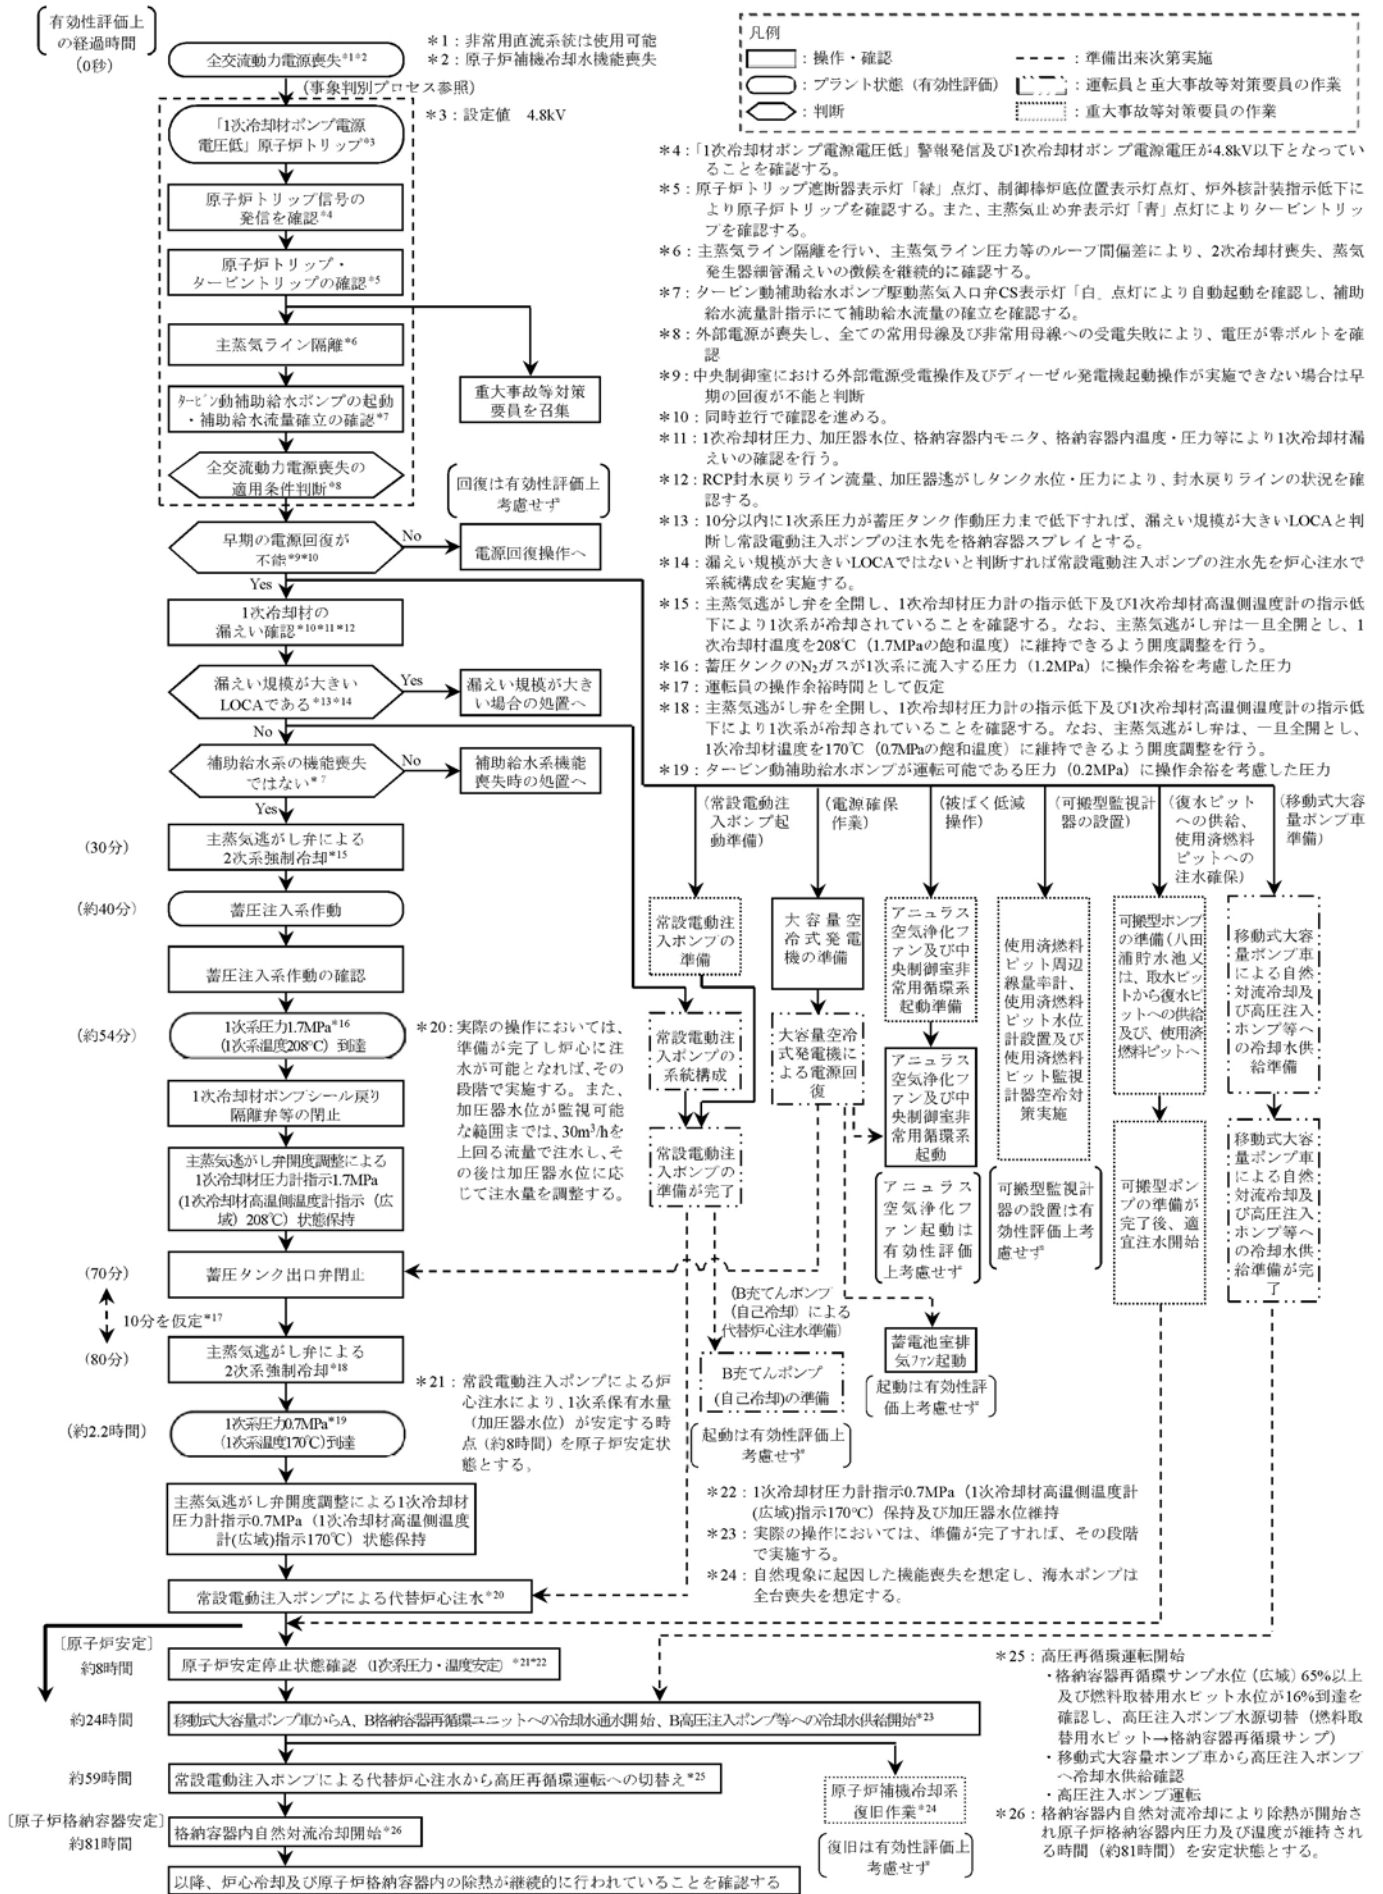 有効性評価上
の経過時間
(0秒)
全交流動力電源喪失*1*2
*1：非常用直流系統は使用可能
*2：原子炉補機冷却水機能喪失
(事象判別プロセス参照)
「1次冷却材ポンプ電源
電圧低」原子炉トリップ*3
*3：設定値　4.8kV
原子炉トリップ信号の
発信を確認*4
原子炉トリップ・
タービントリップの確認*5
主蒸気ライン隔離*6
重大事故等対策
要員を召集
タービン動補助給水ポンプの起動
・補助給水流量確立の確認*7
全交流動力電源喪失の
適用条件判断*8
回復は有効性評価上
考慮せず
早期の電源回復が
不能*9*10
No
電源回復操作へ
Yes
1次冷却材の
漏えい確認*10*11*12
漏えい規模が大きい
LOCAである*13*14
Yes
漏えい規模が大き
い場合の処置へ
No
補助給水系の機能喪失
ではない*7
No
補助給水系機能
喪失時の処置へ
Yes
凡例
：操作・確認
：プラント状態（有効性評価）
：判断
：準備出来次第実施
：運転員と重大事故等対策要員の作業
：重大事故等対策要員の作業
*4：「1次冷却材ポンプ電源電圧低」警報発信及び1次冷却材ポンプ電源電圧が4.8kV以下となってい
ることを確認する。
*5：原子炉トリップ遮断器表示灯「緑」点灯、制御棒炉底位置表示灯点灯、炉外核計装指示低下に
より原子炉トリップを確認する。また、主蒸気止め弁表示灯「青」点灯によりタービントリッ
プを確認する。
*6：主蒸気ライン隔離を行い、主蒸気ライン圧力等のループ間偏差により、2次冷却材喪失、蒸気
発生器細管漏えいの徴候を継続的に確認する。
*7：タービン動補助給水ポンプ駆動蒸気入口弁CS表示灯「白」点灯により自動起動を確認し、補助
給水流量計指示にて補助給水流量の確立を確認する。
*8：外部電源が喪失し、全ての常用母線及び非常用母線への受電失敗により、電圧が零ボルトを確
認
*9：中央制御室における外部電源受電操作及びディーゼル発電機起動操作が実施できない場合は早
期の回復が不能と判断
*10：同時並行で確認を進める。
*11：1次冷却材圧力、加圧器水位、格納容器内モニタ、格納容器内温度・圧力等により1次冷却材漏
えいの確認を行う。
*12：RCP封水戻りライン流量、加圧器逃がしタンク水位・圧力により、封水戻りラインの状況を確
認する。
*13：10分以内に1次系圧力が蓄圧タンク作動圧力まで低下すれば、漏えい規模が大きいLOCAと判
断し常設電動注入ポンプの注水先を格納容器スプレイとする。
*14：漏えい規模が大きいLOCAではないと判断すれば常設電動注入ポンプの注水先を炉心注水で
系統構成を実施する。
*15：主蒸気逃がし弁を全開し、1次冷却材圧力計の指示低下及び1次冷却材高温側温度計の指示低
下により1次系が冷却されていることを確認する。なお、主蒸気逃がし弁は一旦全開とし、1
次冷却材温度を208℃（1.7MPaの飽和温度）に維持できるよう開度調整を行う。
*16：蓄圧タンクのN₂ガスが1次系に流入する圧力（1.2MPa）に操作余裕を考慮した圧力
*17：運転員の操作余裕時間として仮定
*18：主蒸気逃がし弁を全開し、1次冷却材圧力計の指示低下及び1次冷却材高温側温度計の指示低
下により1次系が冷却されていることを確認する。なお、主蒸気逃がし弁は、一旦全開とし、
1次冷却材温度を170℃（0.7MPaの飽和温度）に維持できるよう開度調整を行う。
*19：タービン動補助給水ポンプが運転可能である圧力（0.2MPa）に操作余裕を考慮した圧力
(常設電動注
入ポンプ起
動準備)
(電源確保
作業)
(被ばく低減
操作)
(可搬型監視計
器の設置)
(復水ピット
への供給、
使用済燃料
ピットへの
注水確保)
(移動式大容
量ポンプ車
準備)
(30分)
主蒸気逃がし弁による
2次系強制冷却*15
(約40分)
蓄圧注入系作動
蓄圧注入系作動の確認
(約54分)
1次系圧力1.7MPa*16
(1次系温度208℃）到達
1次冷却材ポンプシール戻り
隔離弁等の閉止
主蒸気逃がし弁開度調整による
1次冷却材圧力計指示1.7MPa
(1次冷却材高温側温度計指示（広
域）208℃）状態保持
(70分)
蓄圧タンク出口弁閉止
10分を仮定*17
(80分)
主蒸気逃がし弁による
2次系強制冷却*18
(約2.2時間)
1次系圧力0.7MPa*19
(1次系温度170℃)到達
主蒸気逃がし弁開度調整による1次冷却材
圧力計指示0.7MPa（1次冷却材高温側温度
計(広域)指示170℃）状態保持
常設電動注入ポンプによる代替炉心注水*20
*20：実際の操作においては、
準備が完了し炉心に注
水が可能となれば、その
段階で実施する。また、
加圧器水位が監視可能
な範囲までは、30m³/hを
上回る流量で注水し、そ
の後は加圧器水位に応
じて注水量を調整する。
*21：常設電動注入ポンプによる炉
心注水により、1次系保有水量
（加圧器水位）が安定する時
点（約8時間）を原子炉安定状
態とする。
常設電動注
入ポンプの
準備
常設電動注
入ポンプの
系統構成
常設電動注
入ポンプの
準備が完了
大容量空
冷式発電
機の準備
大容量空冷
式発電機に
よる電源回
復
アニュラス
空気浄化フ
ァン及び中
央制御室非
常用循環系
起動準備
アニュラス
空気浄化フ
ァン及び中
央制御室非
常用循環系
起動
アニュラス
空気浄化フ
ァン起動は
有効性評価
上考慮せず
使用済燃料
ピット周辺
線量率計、
使用済燃料
ピット水位
計設置及び
使用済燃料
ピット監視
計器空冷対
策実施
可搬型監視計
器の設置は有
効性評価上考
慮せず
可搬型ポンプ
の準備（八田
浦貯水池又
は、取水ピッ
トから復水ピ
ットへの供給
及び、使用済
燃料ピットへ
可搬型ポン
プの準備が
完了後、適
宜注水開始
移動式大容
量ポンプ車
による自然
対流冷却及
び高圧注入
ポンプ等へ
の冷却水供
給準備
移動式大容
量ポンプ車
による自然
対流冷却及
び高圧注入
ポンプ等へ
の冷却水供
給準備が完
了
(B充てんポンプ
(自己冷却）による
代替炉心注水準備)
B充てんポンプ
(自己冷却)の準備
起動は有効性評価上
考慮せず
蓄電池室排
気ファン起動
起動は有効性評
価上考慮せず
*22：1次冷却材圧力計指示0.7MPa（1次冷却材高温側温度計
(広域)指示170℃）保持及び加圧器水位維持
*23：実際の操作においては、準備が完了すれば、その段階
で実施する。
*24：自然現象に起因した機能喪失を想定し、海水ポンプは
全台喪失を想定する。
〔原子炉安定〕
約8時間
原子炉安定停止状態確認（1次系圧力・温度安定）*21*22
約24時間
移動式大容量ポンプ車からA、B格納容器再循環ユニットへの冷却水通水開始、B高圧注入ポンプ等への冷却水供給開始*23
約59時間
常設電動注入ポンプによる代替炉心注水から高圧再循環運転への切替え*25
原子炉補機冷却系
復旧作業*24
復旧は有効性評価上
考慮せず
〔原子炉格納容器安定〕
約81時間
格納容器内自然対流冷却開始*26
以降、炉心冷却及び原子炉格納容器内の除熱が継続的に行われていることを確認する
*25：高圧再循環運転開始
・格納容器再循環サンプ水位（広域）65%以上
及び燃料取替用水ピット水位が16%到達を
確認し、高圧注入ポンプ水源切替（燃料取
替用水ピット→格納容器再循環サンプ）
・移動式大容量ポンプ車から高圧注入ポンプ
へ冷却水供給確認
・高圧注入ポンプ運転
*26：格納容器内自然対流冷却により除熱が開始さ
れ原子炉格納容器内圧力及び温度が維持され
る時間（約81時間）を安定状態とする。